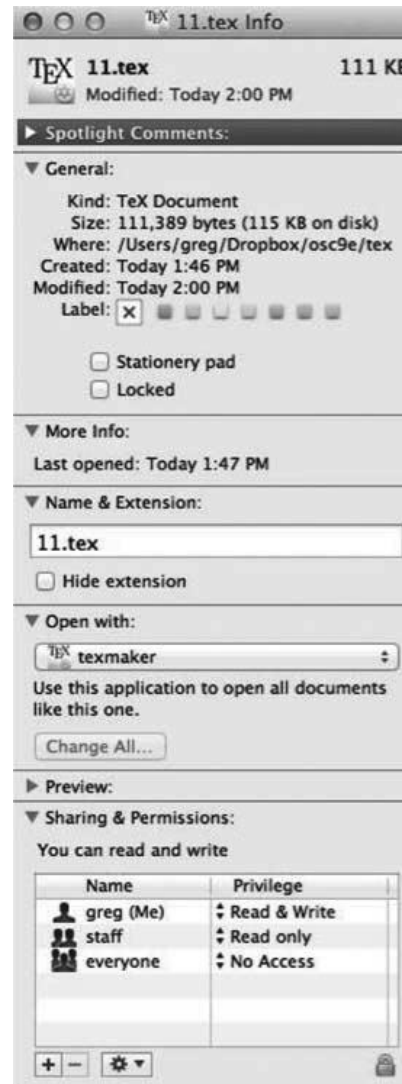 TEX 11.tex Info
TEX 11.tex 111 KB
Modified: Today 2:00 PM
Spotlight Comments:
General:
Kind: TeX Document
Size: 111,389 bytes (115 KB on disk)
Where: /Users/greg/Dropbox/osc9e/tex
Created: Today 1:46 PM
Modified: Today 2:00 PM
Label: x
Stationery pad
Locked
More Info:
Last opened: Today 1:47 PM
Name & Extension:
11.tex
Hide extension
Open with:
TEX texmaker
Use this application to open all documents
like this one.
Change All...
Preview:
Sharing & Permissions:
You can read and write
Name Privilege
greg (Me) Read & Write
staff Read only
everyone No Access